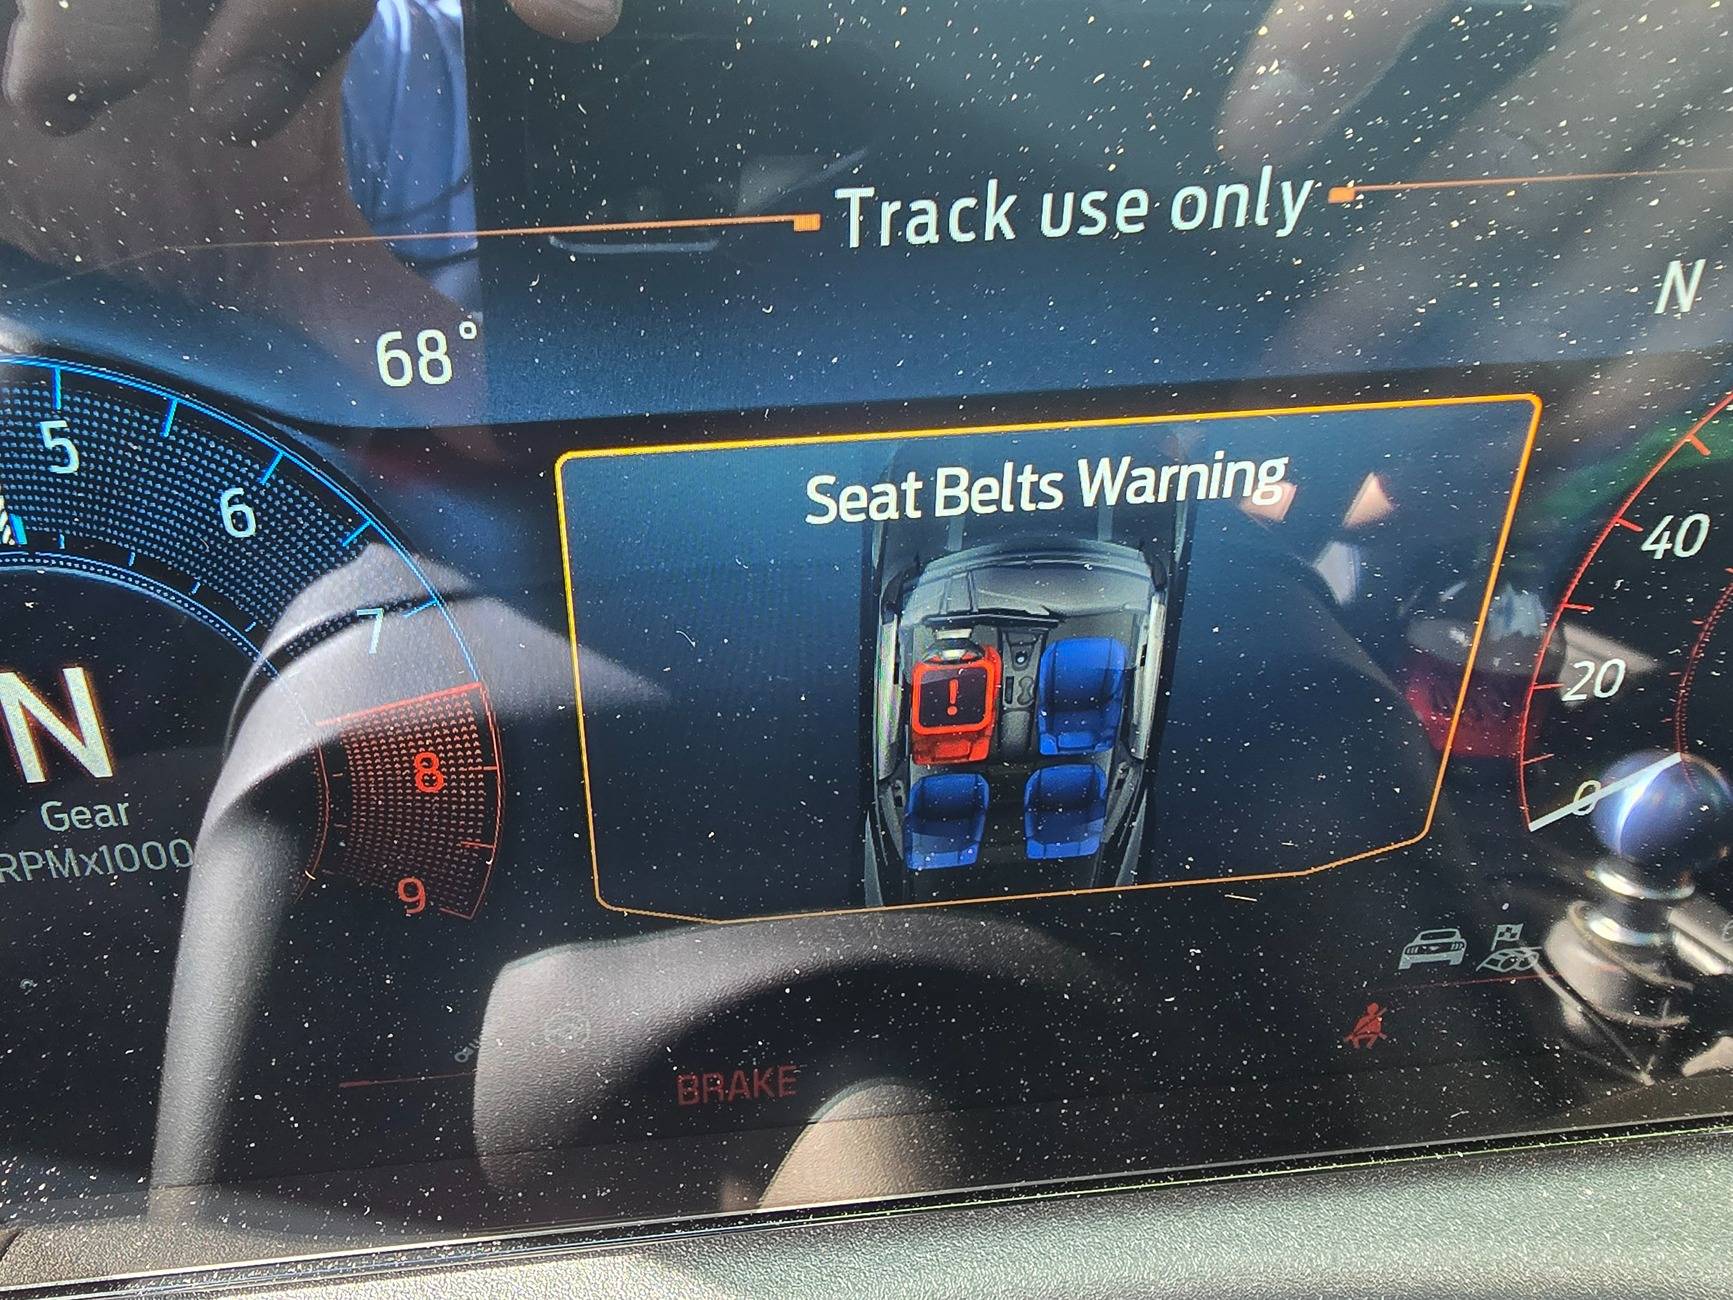 Track use only
N
68°
5
6
7
8
9
N
Gear
RPMx1000
Seat Belts Warning
!
40
20
0
BRAKE